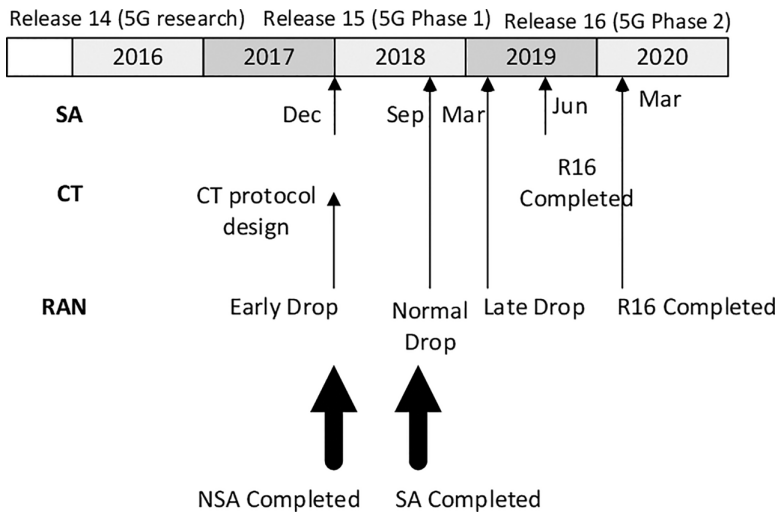 Release 14 (5G research) Release 15 (5G Phase 1) Release 16 (5G Phase 2)
2016 2017 2018 2019 2020
SA Dec Sep Mar Jun Mar
R16
Completed
CT CT protocol
design
RAN Early Drop Normal
Drop Late Drop R16 Completed
NSA Completed SA Completed